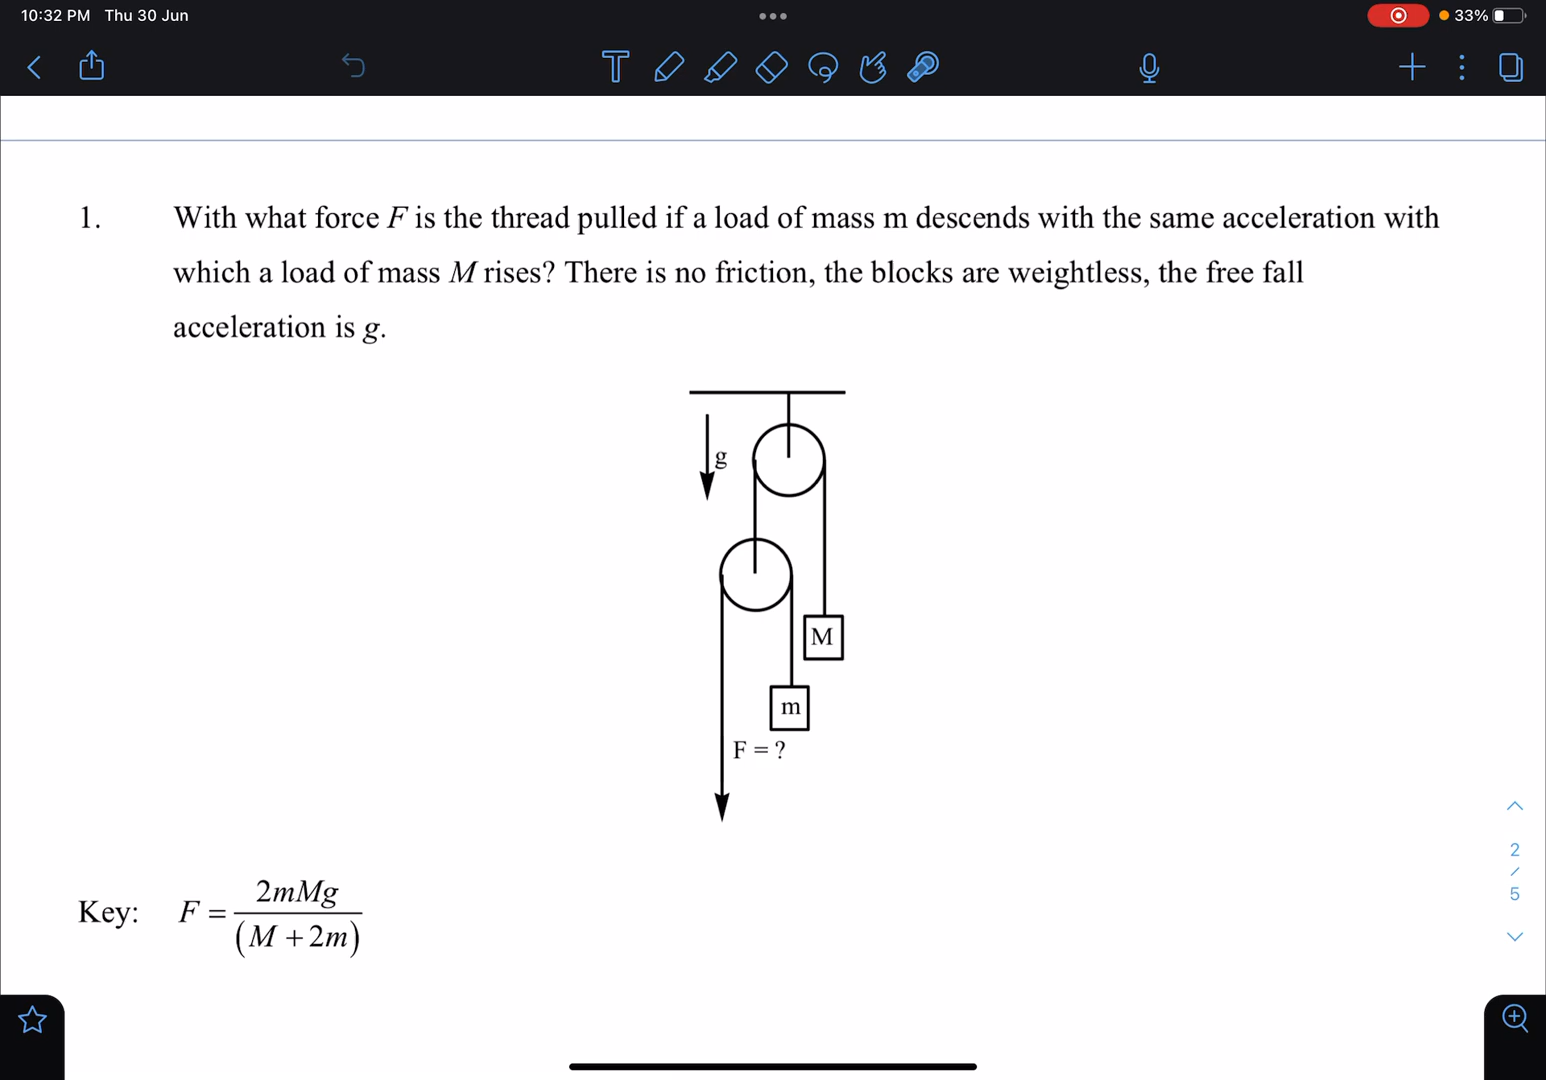 10:32 PM Thu 30 Jun
33%
1. With what force F is the thread pulled if a load of mass m descends with the same acceleration with
which a load of mass M rises? There is no friction, the blocks are weightless, the free fall
acceleration is g.
g
M
m
F = ?
2
/
5
Key: F = 2mMg / (M + 2m)